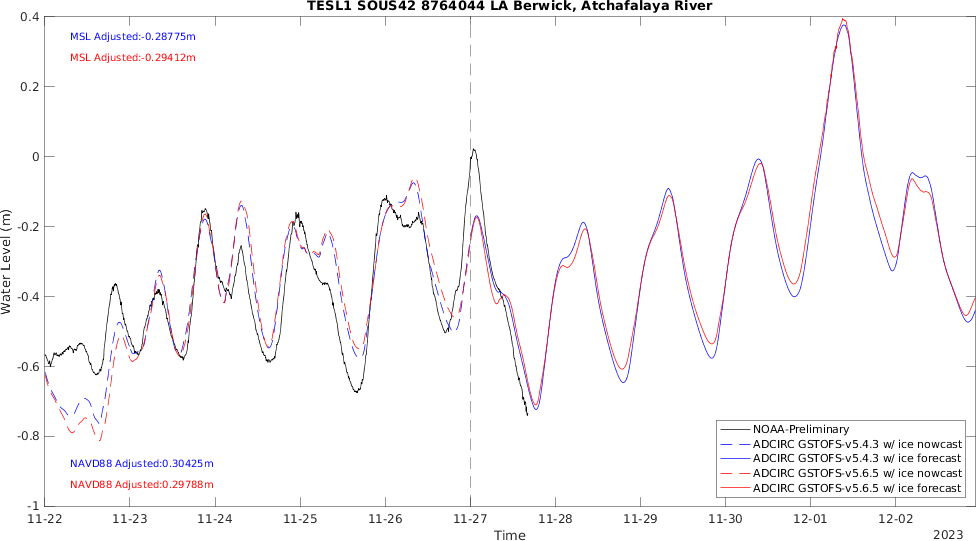 TESL1 SOUS42 8764044 LA Berwick, Atchafalaya River
MSL Adjusted:-0.28775m
MSL Adjusted:-0.29412m
NAVD88 Adjusted:0.30425m
NAVD88 Adjusted:0.29788m
Water Level (m)
0.4
0.2
0
-0.2
-0.4
-0.6
-0.8
-1
NOAA-Preliminary
ADCIRC GSTOFS-v5.4.3 w/ ice nowcast
ADCIRC GSTOFS-v5.4.3 w/ ice forecast
ADCIRC GSTOFS-v5.6.5 w/ ice nowcast
ADCIRC GSTOFS-v5.6.5 w/ ice forecast
11-22 11-23 11-24 11-25 11-26 11-27 11-28 11-29 11-30 12-01 12-02
Time
2023